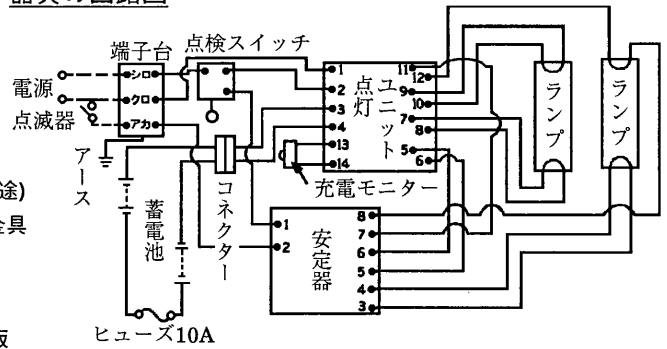 器具の回路図
端子台
点検スイッチ
電源
点滅器
シロ
クロ
アカ
アース
途)
金具
板
蓄電池
コネクター
ヒューズ10A
点灯ユニット
1
2
3
4
13
14
11
12
9
10
7
8
5
6
充電モニター
安定器
1
2
8
7
6
5
4
3
ランプ
ランプ